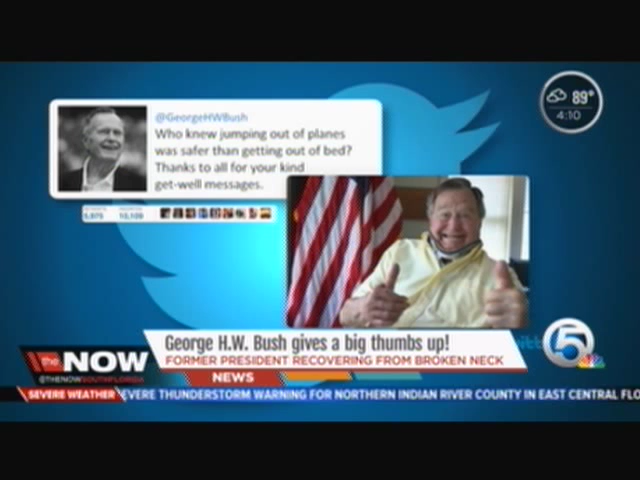 89°
4:10
@GeorgeHWBush
Who knew jumping out of planes
was safer than getting out of bed?
Thanks to all for your kind
get-well messages.
George H.W. Bush gives a big thumbs up!
FORMER PRESIDENT RECOVERING FROM BROKEN NECK
5
the NOW
@THENOWSOUTHFLORIDA
NEWS
SEVERE WEATHER EVERE THUNDERSTORM WARNING FOR NORTHERN INDIAN RIVER COUNTY IN EAST CENTRAL FLO